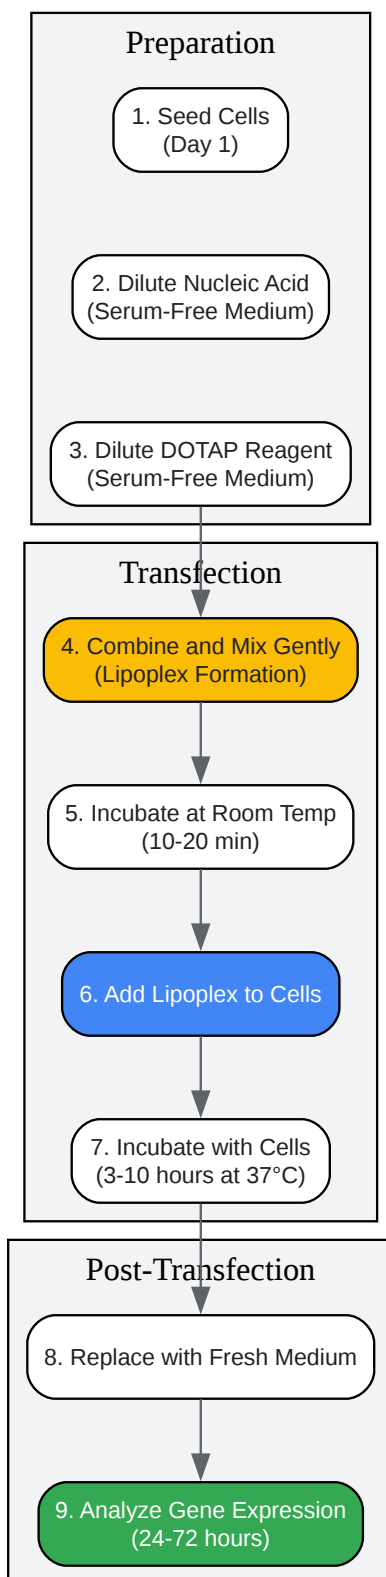 Preparation
1. Seed Cells
(Day 1)
2. Dilute Nucleic Acid
(Serum-Free Medium)
3. Dilute DOTAP Reagent
(Serum-Free Medium)
Transfection
4. Combine and Mix Gently
(Lipoplex Formation)
5. Incubate at Room Temp
(10-20 min)
6. Add Lipoplex to Cells
7. Incubate with Cells
(3-10 hours at 37°C)
Post-Transfection
8. Replace with Fresh Medium
9. Analyze Gene Expression
(24-72 hours)